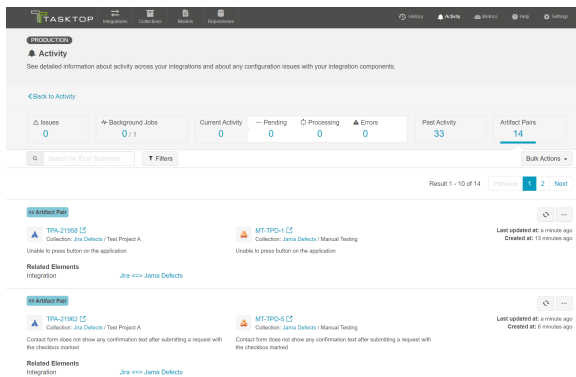 TASKTOP
Integrations Collections Models Repositories History Activity Metrics Help Settings
PRODUCTION
Activity
See detailed information about activity across your integrations and about any configuration issues with your integration components.
Back to Activity
Issues Background Jobs Current Activity Pending Processing Errors Past Activity Artifact Pairs
0 0 / 1 0 0 0 0 33 14
Search by ID or Summary Filters Bulk Actions
Result 1 - 10 of 14 Previous 1 2 Next
Artifact Pair
TPA-21958 MT-TPD-1 Last updated at: a minute ago
Collection: Jira Defects / Test Project A Collection: Jama Defects / Manual Testing Created at: 13 minutes ago
Unable to press button on the application Unable to press button on the application
Related Elements
Integration Jira <=> Jama Defects
Artifact Pair
TPA-21962 MT-TPD-5 Last updated at: a minute ago
Collection: Jira Defects / Test Project A Collection: Jama Defects / Manual Testing Created at: 6 minutes ago
Contact form does not show any confirmation text after submitting a request with Contact form does not show any confirmation text after submitting a request with
the checkbox marked the checkbox marked
Related Elements
Integration Jira <=> Jama Defects